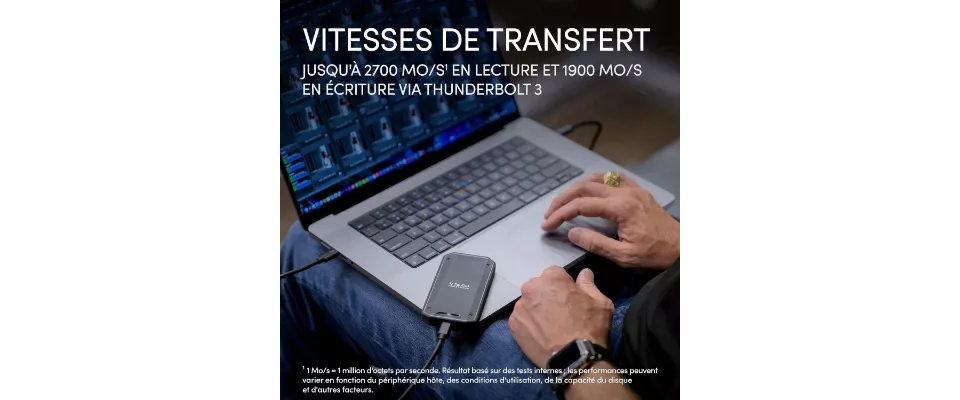 VITESSES DE TRANSFERT
JUSQU'À 2700 MO/S¹ EN LECTURE ET 1900 MO/S
EN ÉCRITURE VIA THUNDERBOLT 3
¹ 1 Mo/s = 1 million d'octets par seconde. Résultat basé sur des tests internes ; les performances peuvent
varier en fonction du périphérique hôte, des conditions d'utilisation, de la capacité du disque
et d'autres facteurs.